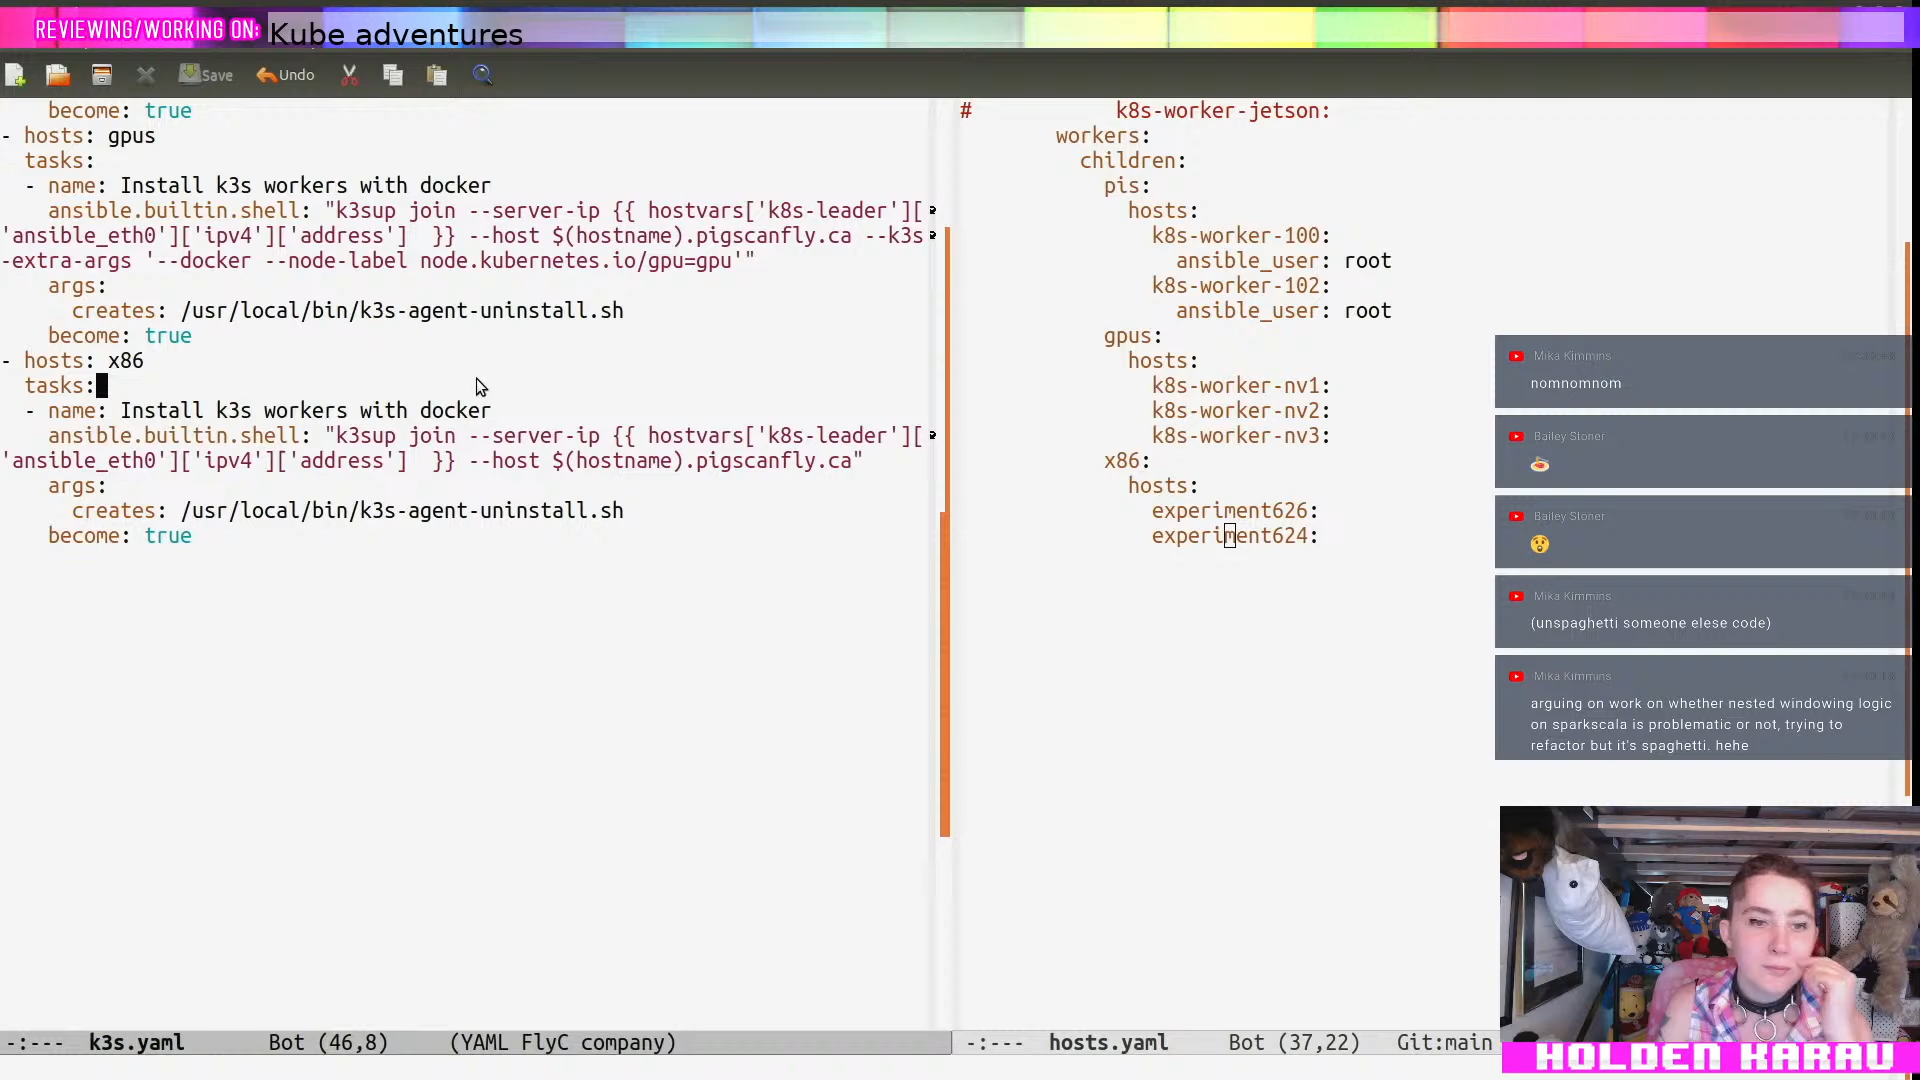 REVIEWING/WORKING ON: Kube adventures
Save
Undo
become: true
- hosts: gpus
tasks:
- name: Install k3s workers with docker
ansible.builtin.shell: "k3sup join --server-ip {{ hostvars['k8s-leader'][
'ansible_eth0']['ipv4']['address']  }} --host $(hostname).pigscanfly.ca --k3s
-extra-args '--docker --node-label node.kubernetes.io/gpu=gpu'"
args:
creates: /usr/local/bin/k3s-agent-uninstall.sh
become: true
- hosts: x86
tasks:
- name: Install k3s workers with docker
ansible.builtin.shell: "k3sup join --server-ip {{ hostvars['k8s-leader'][
'ansible_eth0']['ipv4']['address']  }} --host $(hostname).pigscanfly.ca"
args:
creates: /usr/local/bin/k3s-agent-uninstall.sh
become: true
-:---  k3s.yaml       Bot (46,8)     (YAML FlyC company)
#            k8s-worker-jetson:
workers:
children:
pis:
hosts:
k8s-worker-100:
ansible_user: root
k8s-worker-102:
ansible_user: root
gpus:
hosts:
k8s-worker-nv1:
k8s-worker-nv2:
k8s-worker-nv3:
x86:
hosts:
experiment626:
experiment624:
-:---  hosts.yaml     Bot (37,22)   Git:main
Mika Kimmins
nomnomnom
Bailey Stoner
🍝
Bailey Stoner
😲
Mika Kimmins
(unspaghetti someone elese code)
Mika Kimmins
arguing on work on whether nested windowing logic
on sparkscala is problematic or not, trying to
refactor but it's spaghetti. hehe
HOLDEN KARAU